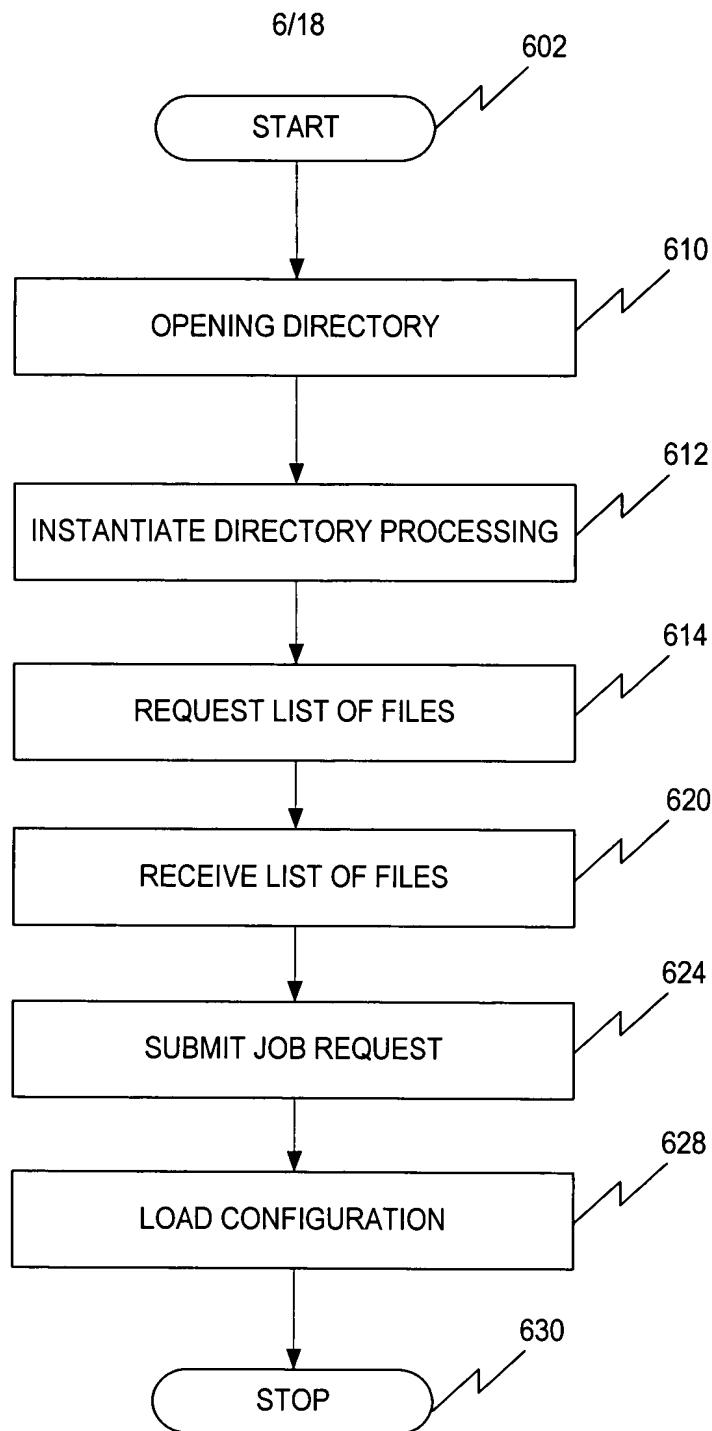 6/18
602
START
610
OPENING DIRECTORY
612
INSTANTIATE DIRECTORY PROCESSING
614
REQUEST LIST OF FILES
620
RECEIVE LIST OF FILES
624
SUBMIT JOB REQUEST
628
LOAD CONFIGURATION
630
STOP